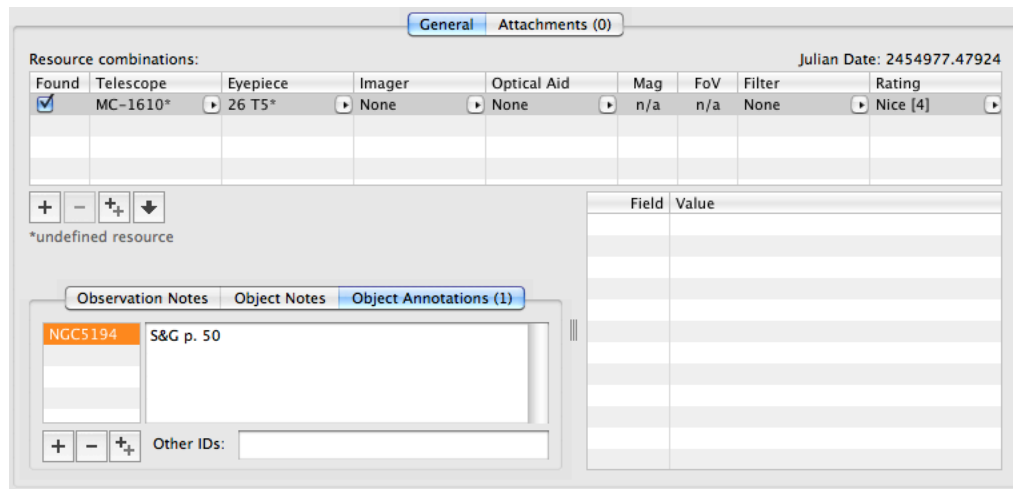 General Attachments (0)
Resource combinations: Julian Date: 2454977.47924
Found Telescope Eyepiece Imager Optical Aid Mag FoV Filter Rating
MC-1610* 26 T5* None None n/a n/a None Nice [4]
*undefined resource
Field Value
Observation Notes Object Notes Object Annotations (1)
NGC5194 S&G p. 50
Other IDs: